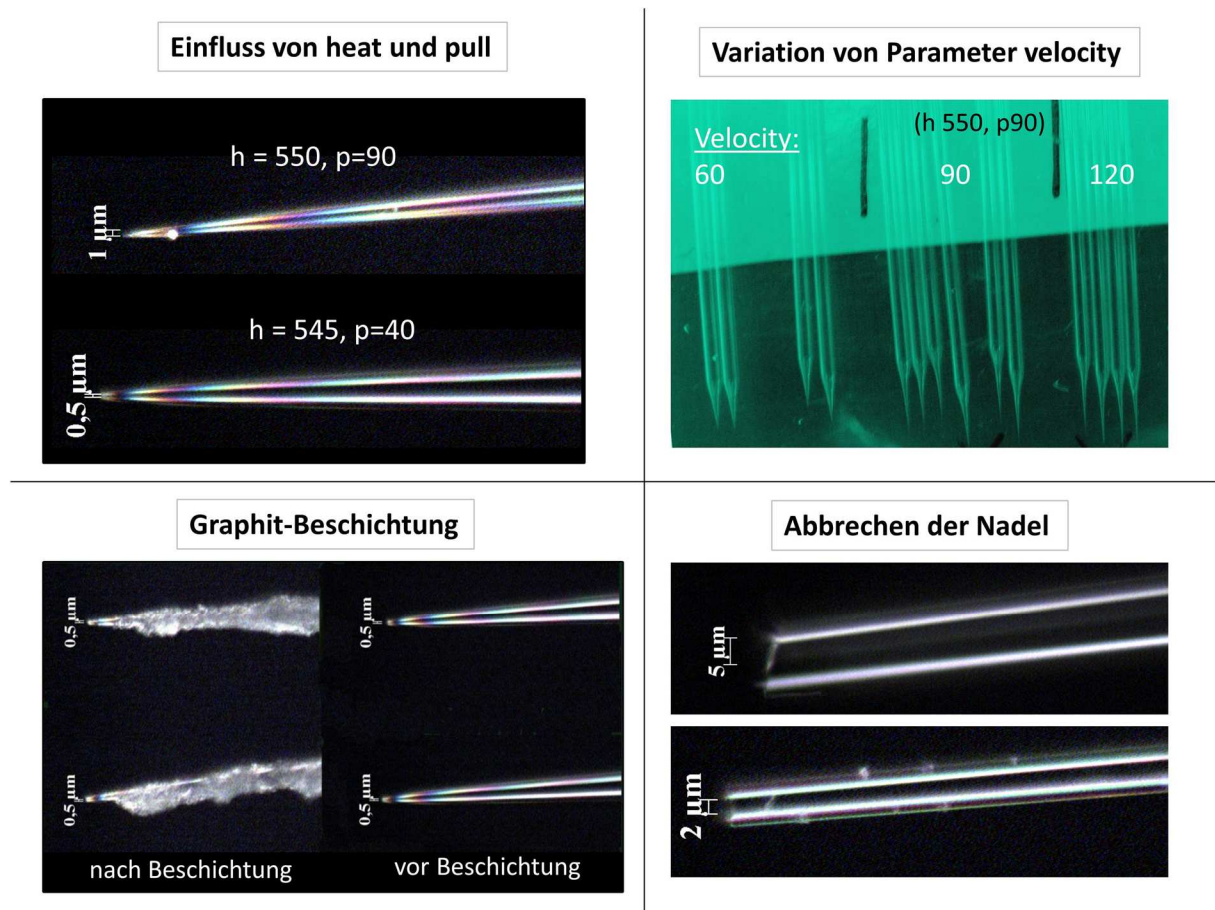 Einfluss von heat und pull
h = 550, p=90
1 µm
h = 545, p=40
0,5 µm
Variation von Parameter velocity
Velocity:
(h 550, p90)
60
90
120
Graphit-Beschichtung
0,5 µm
0,5 µm
0,5 µm
0,5 µm
nach Beschichtung
vor Beschichtung
Abbrechen der Nadel
5 µm
2 µm